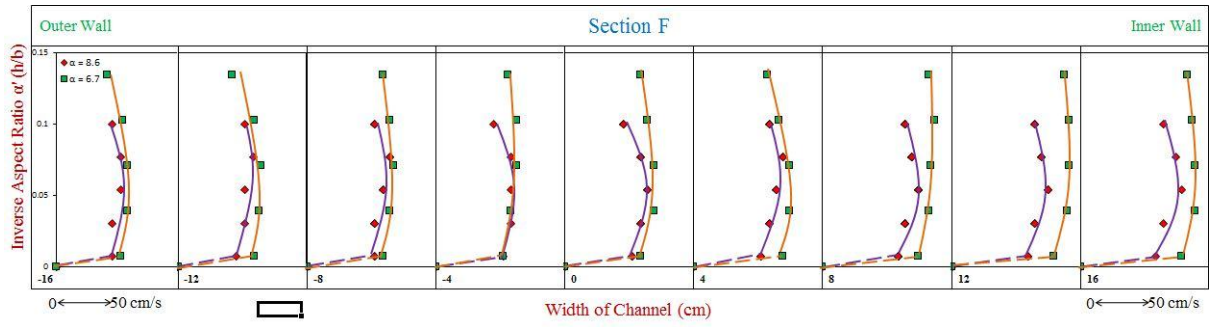 Outer Wall
Section F
Inner Wall
Inverse Aspect Ratio α' (h/b)
0.15
0.1
0.05
0
α = 8.6
α = 6.7
-16
-12
-8
-4
0
4
8
12
16
0 50 cm/s
Width of Channel (cm)
0 50 cm/s